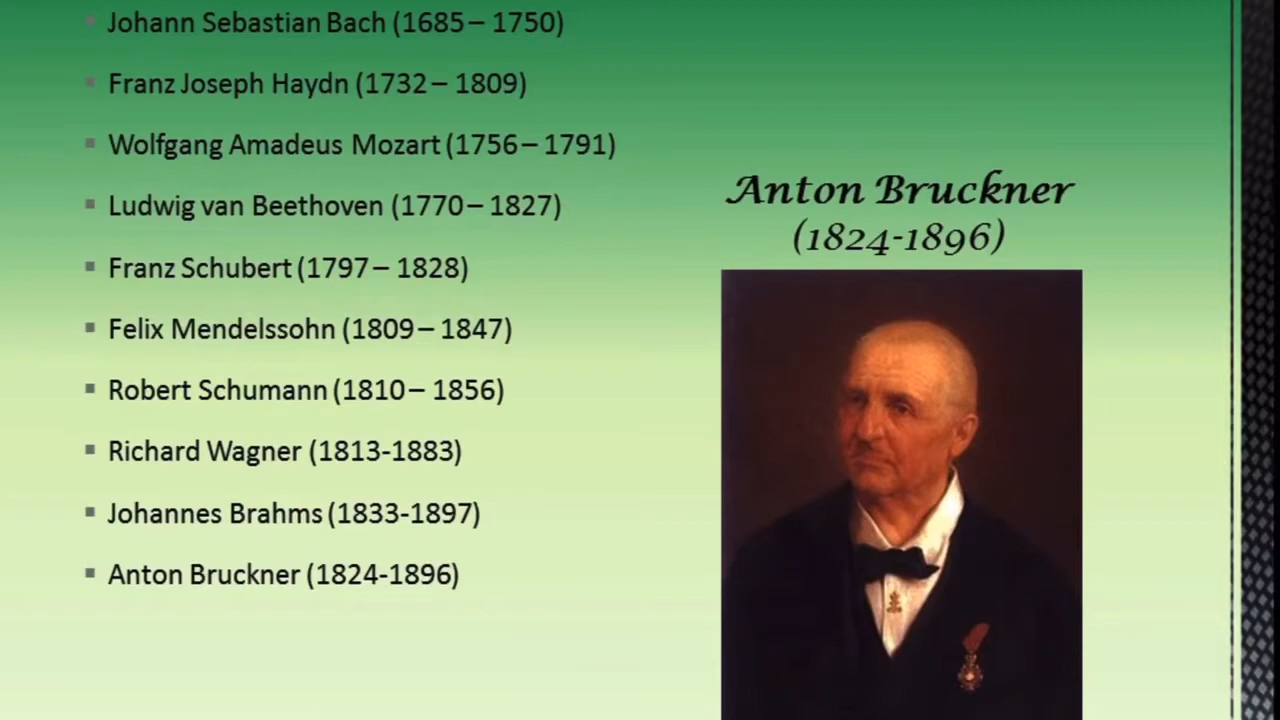 Johann Sebastian Bach (1685 – 1750)
Franz Joseph Haydn (1732 – 1809)
Wolfgang Amadeus Mozart (1756 – 1791)
Ludwig van Beethoven (1770 – 1827)
Franz Schubert (1797 – 1828)
Felix Mendelssohn (1809 – 1847)
Robert Schumann (1810 – 1856)
Richard Wagner (1813-1883)
Johannes Brahms (1833-1897)
Anton Bruckner (1824-1896)
Anton Bruckner
(1824-1896)